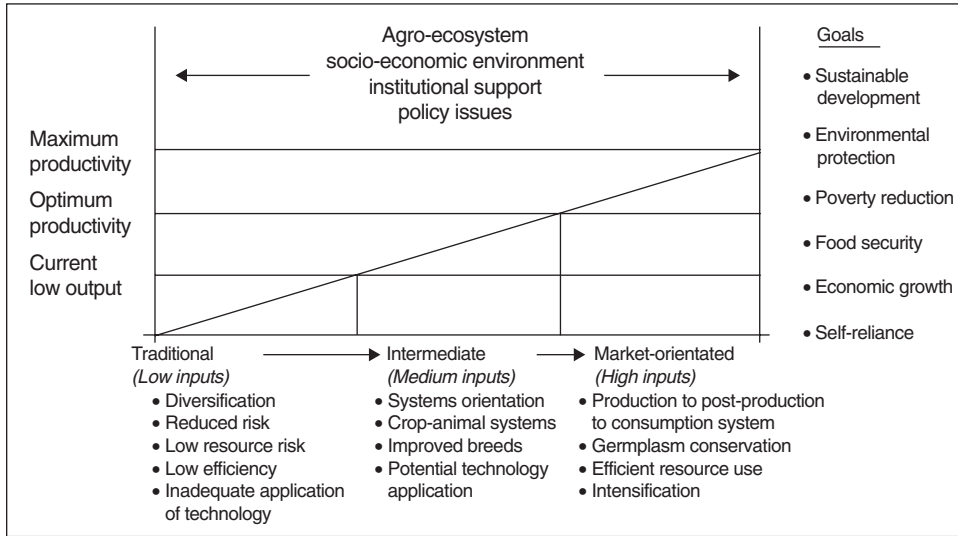 Agro-ecosystem
socio-economic environment
institutional support
policy issues
Goals
• Sustainable
development
• Environmental
protection
• Poverty reduction
• Food security
• Economic growth
• Self-reliance
Maximum
productivity
Optimum
productivity
Current
low output
Traditional
(Low inputs)
• Diversification
• Reduced risk
• Low resource risk
• Low efficiency
• Inadequate application
of technology
Intermediate
(Medium inputs)
• Systems orientation
• Crop-animal systems
• Improved breeds
• Potential technology
application
Market-orientated
(High inputs)
• Production to post-production
to consumption system
• Germplasm conservation
• Efficient resource use
• Intensification